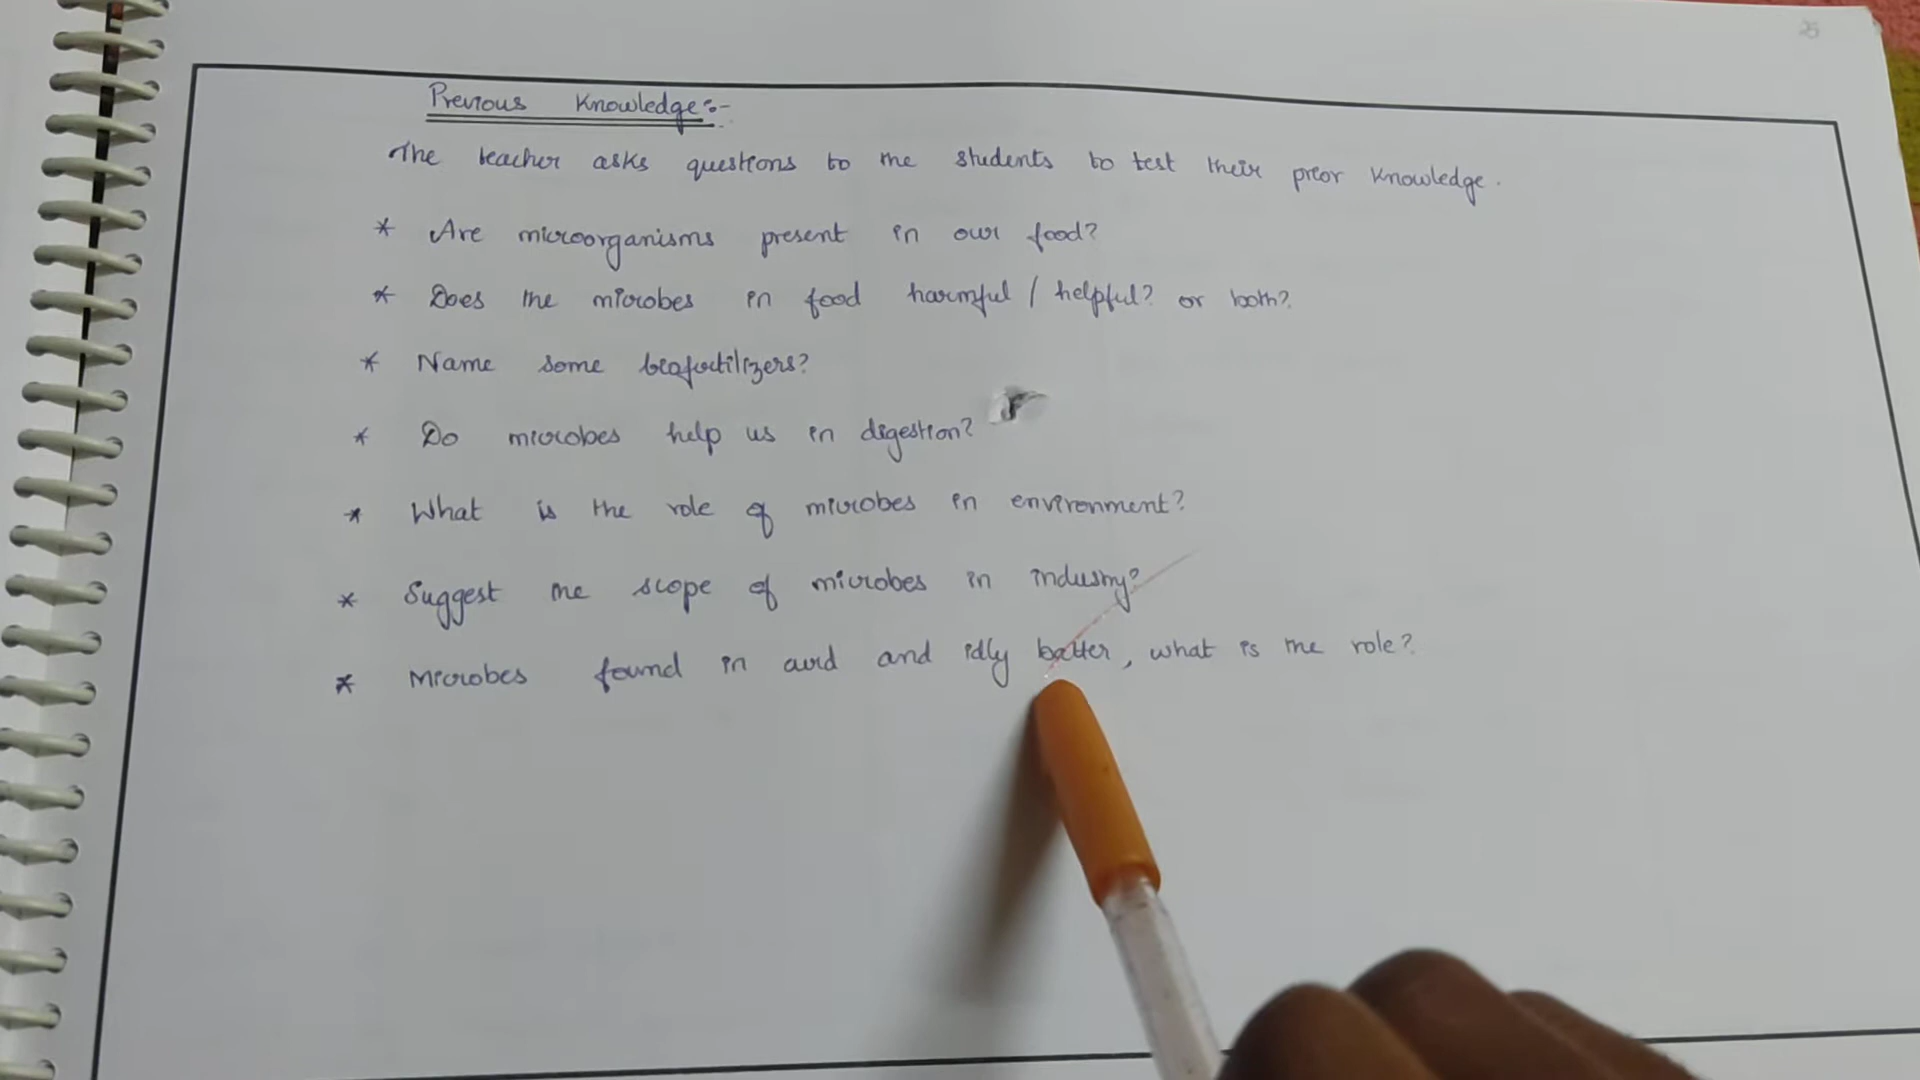 Previous Knowledge:-
The teacher asks questions to the students to test their prior knowledge.
* Are microorganisms present in our food?
* Does the microbes in food harmful / helpful? or both?
* Name some biofertilizers?
* Do microbes help us in digestion?
* What is the role of microbes in environment?
* Suggest the scope of microbes in industry?
* Microbes found in curd and idly batter, what is the role?